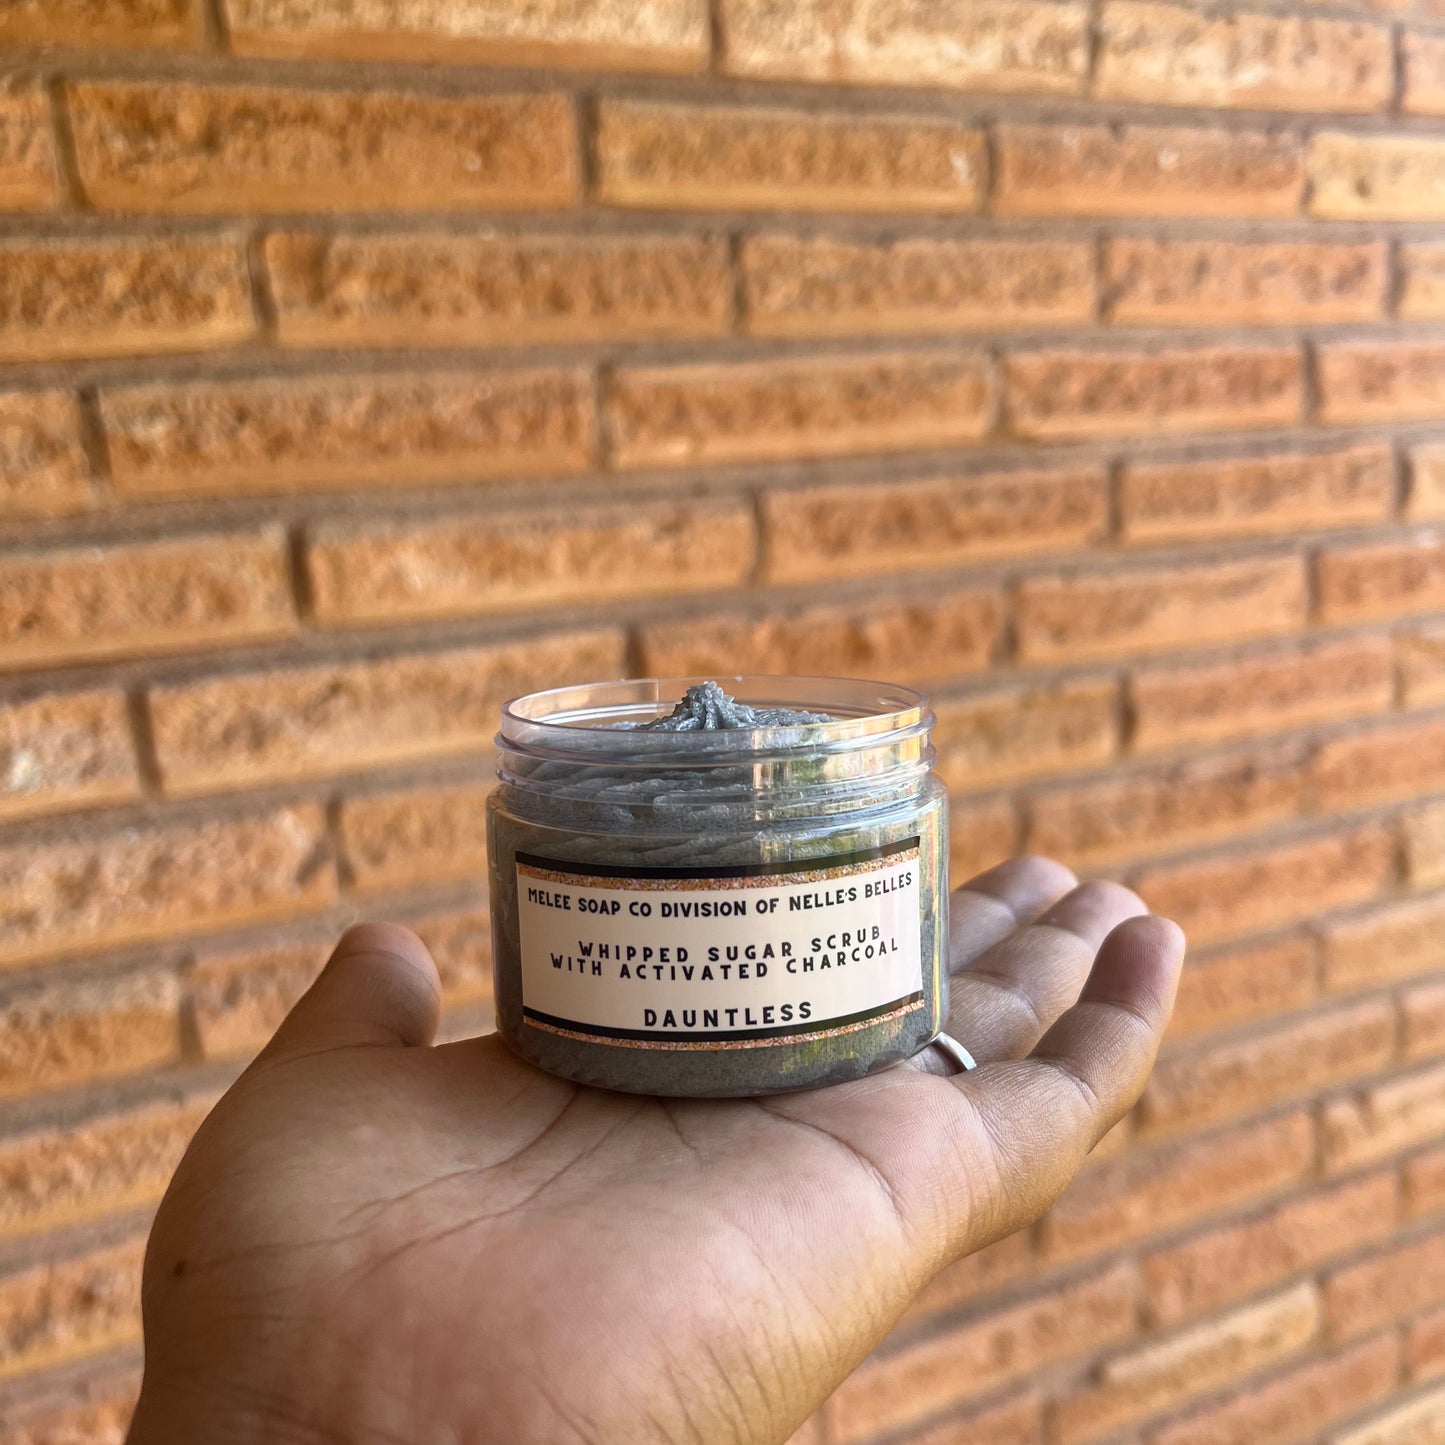 MELEE SOAP CO DIVISION OF NELLE'S BELLES
WHIPPED SUGAR SCRUB
WITH ACTIVATED CHARCOAL
DAUNTLESS